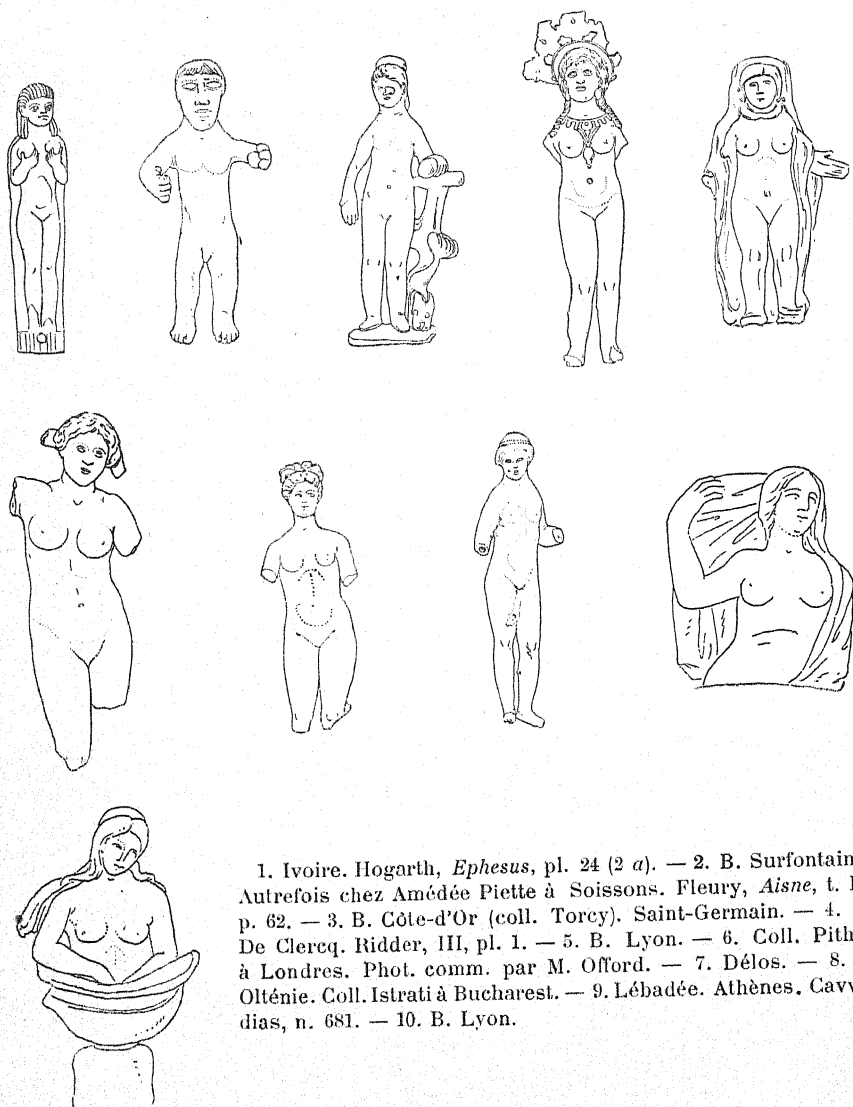 1. Ivoire. Hogarth, Ephesus, pl. 24 (2 a). — 2. B. Surfontain
Autrefois chez Amédée Piette à Soissons. Fleury, Aisne, t. I
p. 62. — 3. B. Côte-d'Or (coll. Torcy). Saint-Germain. — 4.
De Clercq. Ridder, III, pl. 1. — 5. B. Lyon. — 6. Coll. Pith
à Londres. Phot. comm. par M. Offord. — 7. Délos. — 8.
Olténie. Coll. Istrati à Bucharest. — 9. Lébadée. Athènes. Cavv
dias, n. 681. — 10. B. Lyon.